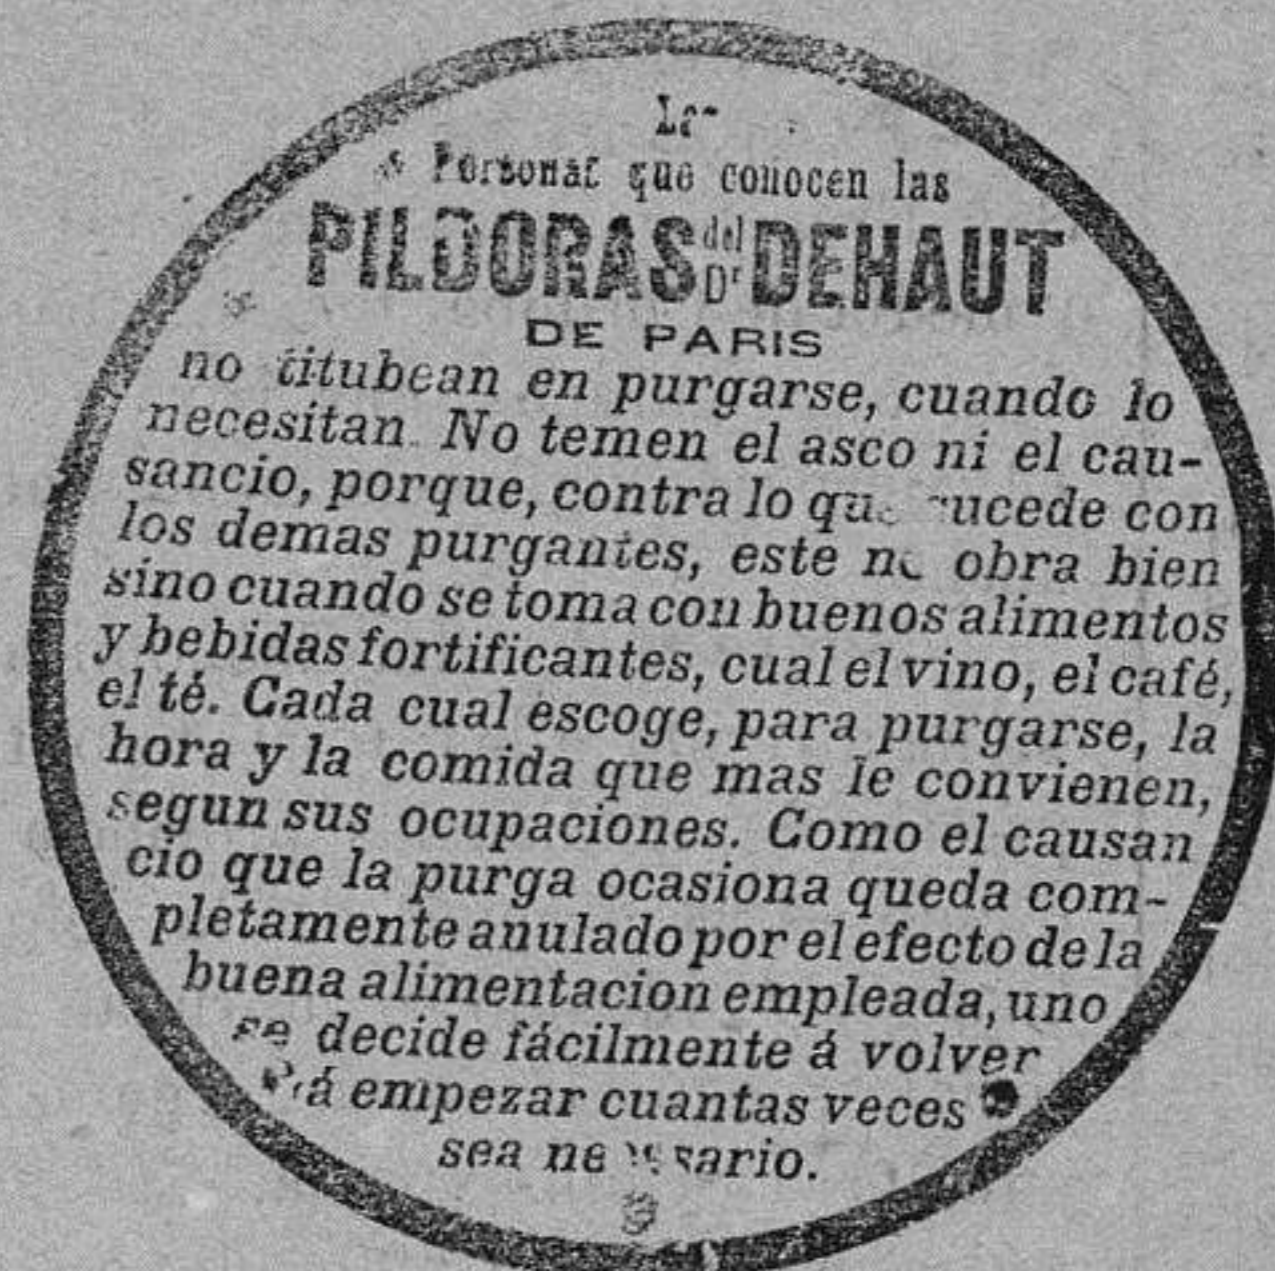 Las
Personas que conocen las
PILDORAS del Dr DEHAUT
DE PARIS
no titubean en purgarse, cuando lo
necesitan. No temen el asco ni el cau-
sancio, porque, contra lo que sucede con
los demas purgantes, este no obra bien
sino cuando se toma con buenos alimentos
y bebidas fortificantes, cual el vino, el café,
el té. Cada cual escoge, para purgarse, la
hora y la comida que mas le convienen,
segun sus ocupaciones. Como el causan
cio que la purga ocasiona queda com-
pletamente anulado por el efecto de la
buena alimentacion empleada, uno
se decide fácilmente á volver
á empezar cuantas veces
sea necesario.